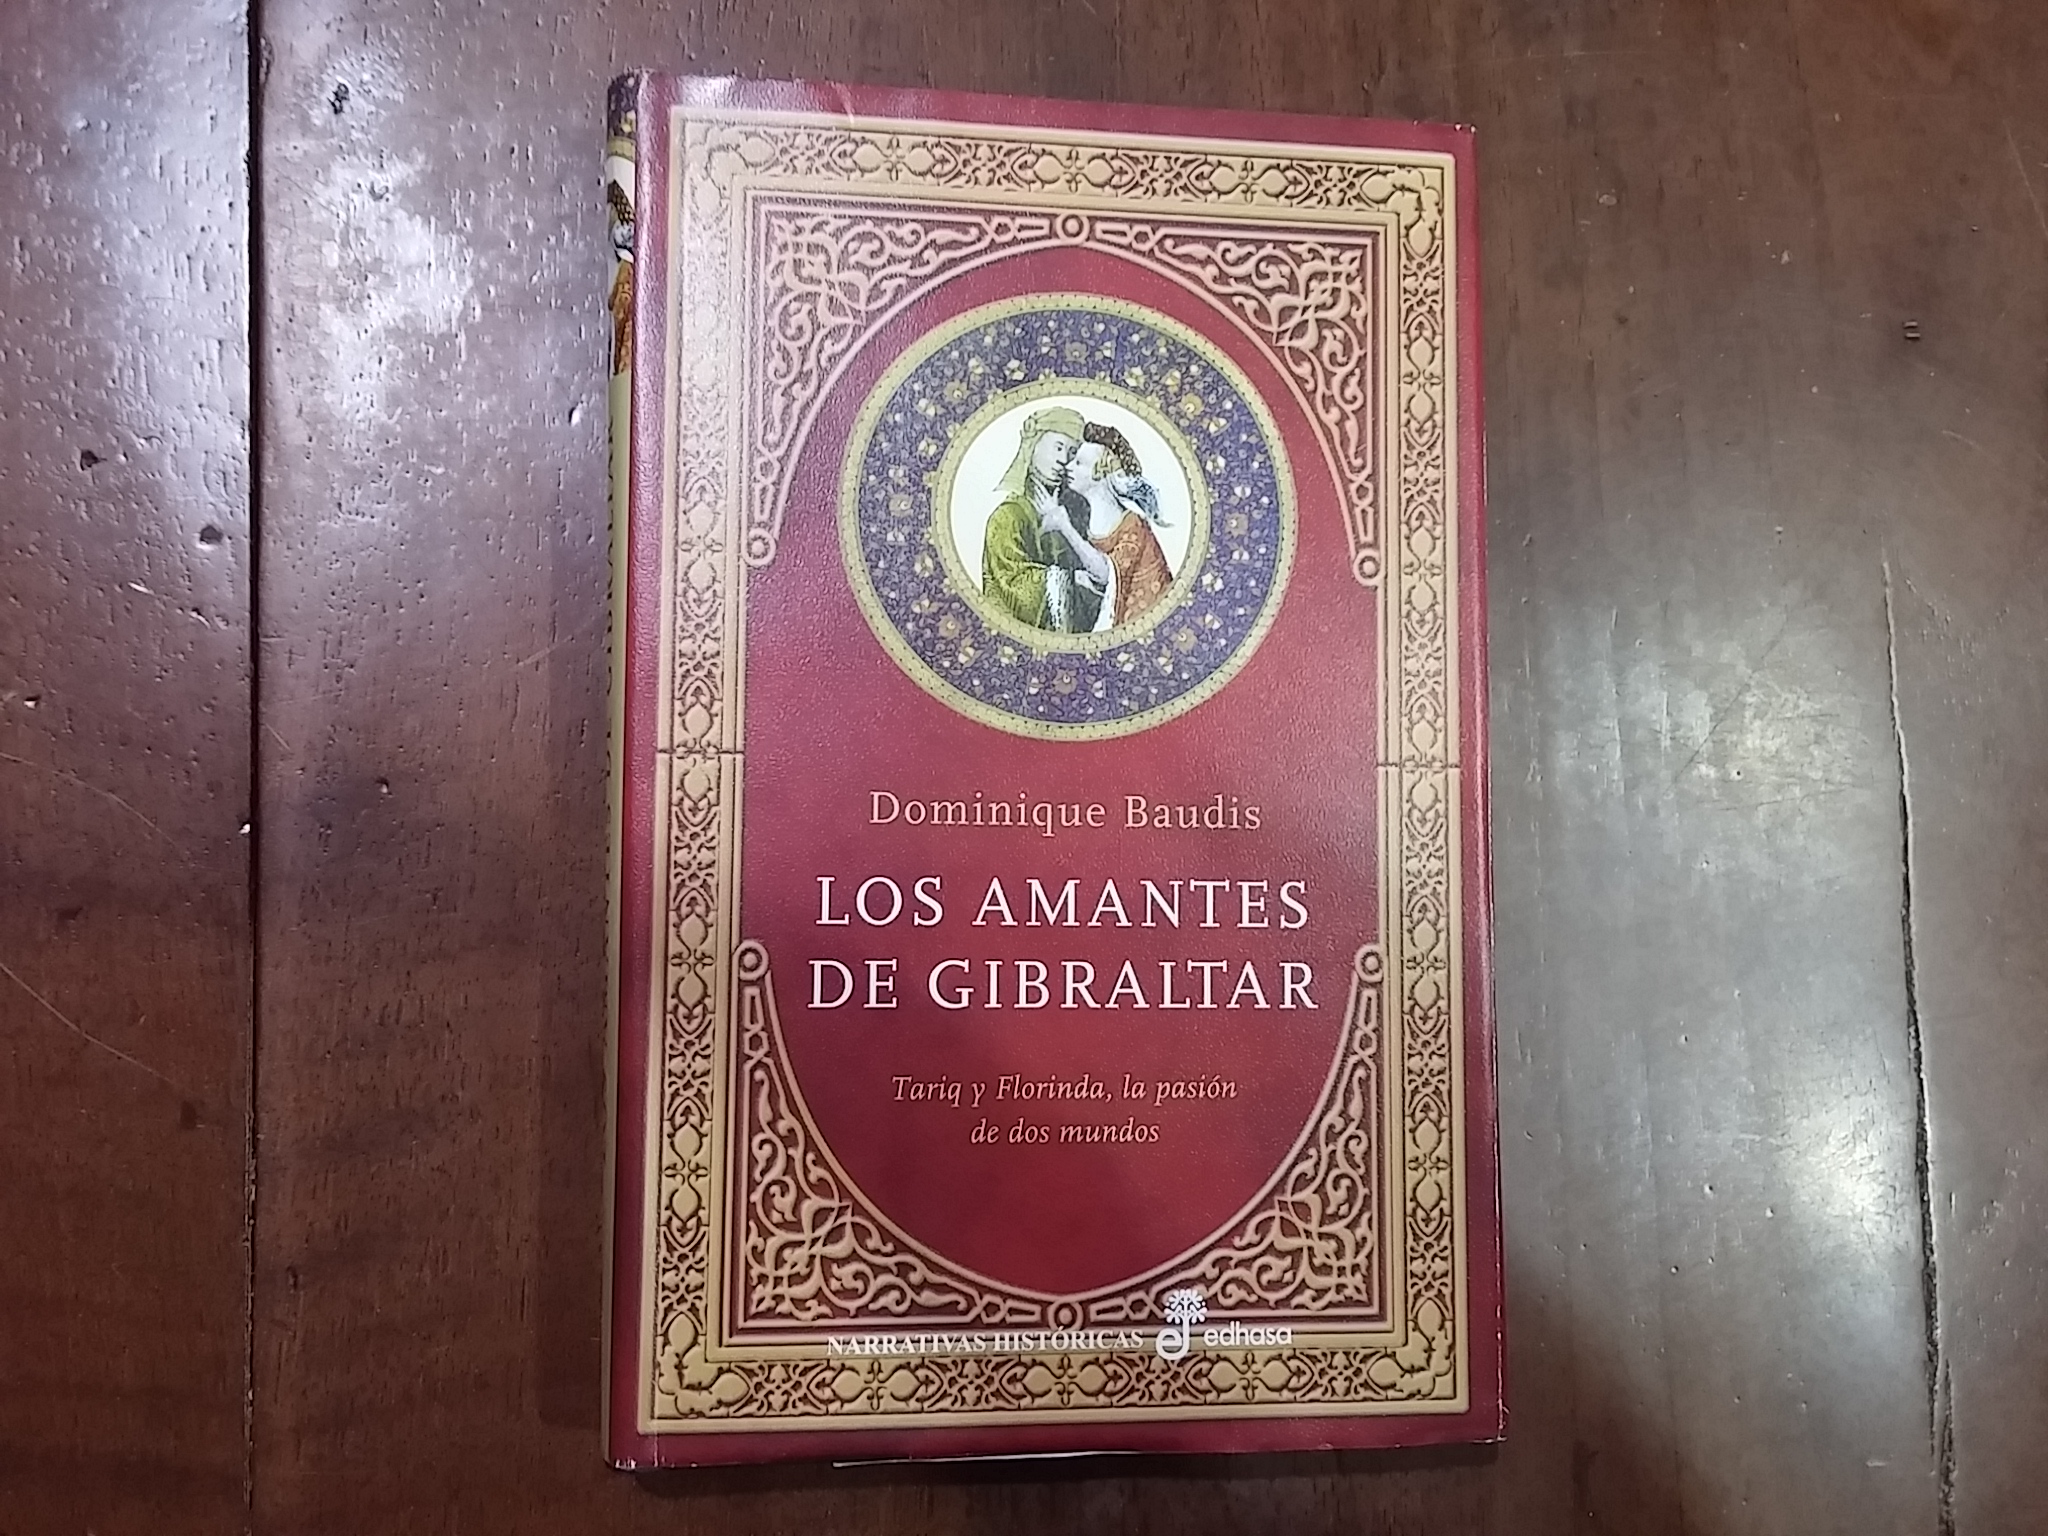 Dominique Baudis
LOS AMANTES
DE GIBRALTAR
Tariq y Florinda, la pasión
de dos mundos
NARRATIVAS HISTÓRICAS edhasa